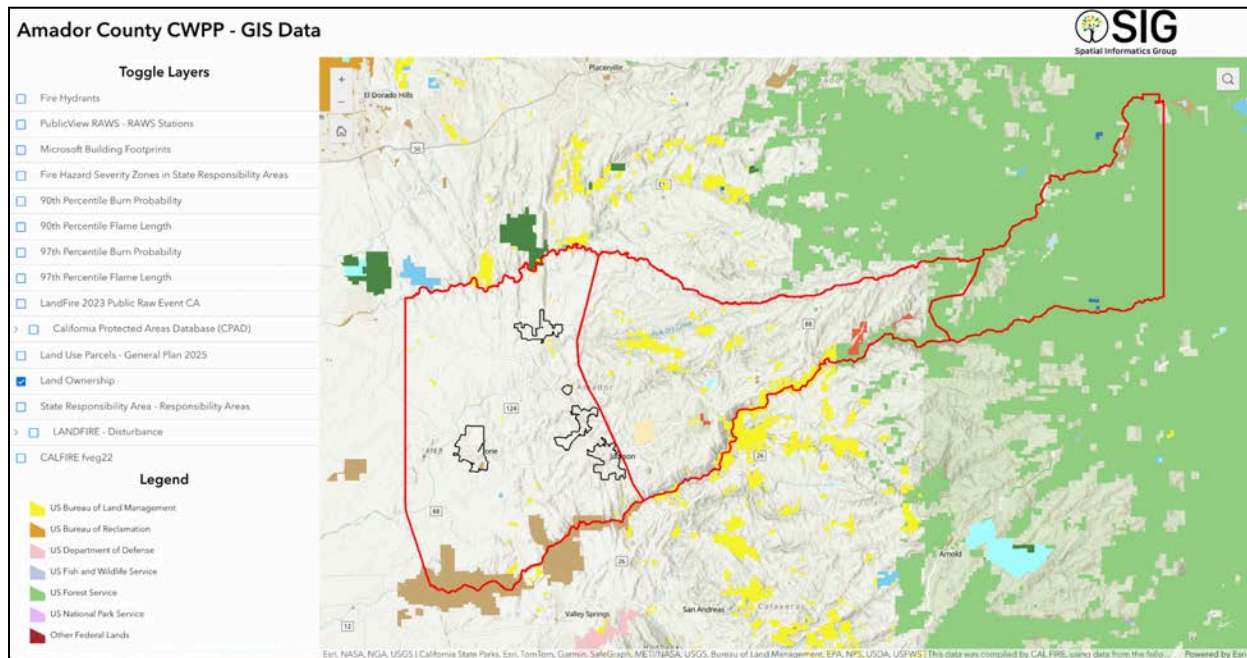 Amador County CWPP - GIS Data
SIG
Spatial Informatics Group
Toggle Layers
Fire Hydrants
PublicView RAWS - RAWS Stations
Microsoft Building Footprints
Fire Hazard Severity Zones in State Responsibility Areas
90th Percentile Burn Probability
90th Percentile Flame Length
97th Percentile Burn Probability
97th Percentile Flame Length
LandFire 2023 Public Raw Event CA
California Protected Areas Database (CPAD)
Land Use Parcels - General Plan 2025
Land Ownership
State Responsibility Area - Responsibility Areas
LANDFIRE - Disturbance
CALFIRE fveg22
Legend
US Bureau of Land Management
US Bureau of Reclamation
US Department of Defense
US Fish and Wildlife Service
US Forest Service
US National Park Service
Other Federal Lands
+
−
Placerville
El Dorado Hills
50
E1
88
Amador
124
Ione
Jackson
88
26
26
Arnold
Valley Springs
San Andreas
Calaveras
12
Esri, NASA, NGA, USGS | California State Parks, Esri, TomTom, Garmin, SafeGraph, METI/NASA, USGS, Bureau of Land Management, EPA, NPS, USDA, USFWS | This data was compiled by CAL FIRE, using data from the follo...
Powered by Esri